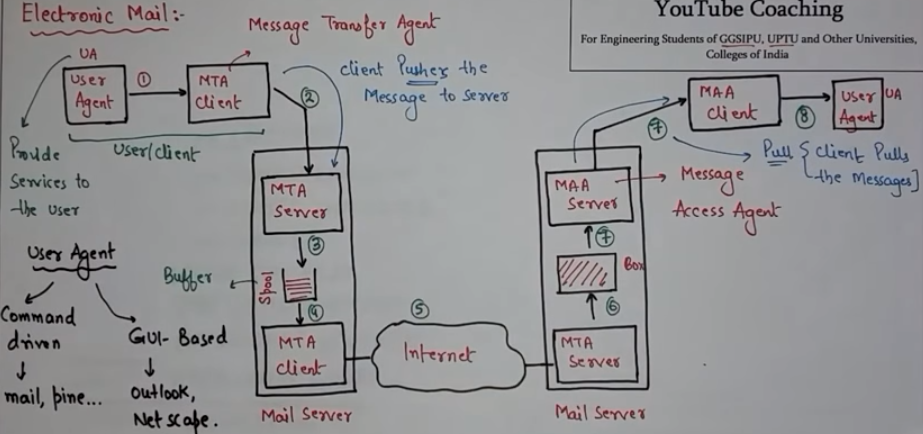 Electronic Mail:-
Message Transfer Agent
YouTube Coaching
For Engineering Students of GGSIPU, UPTU and Other Universities,
Colleges of India
UA
User
Agent
①
MTA
Client
②
client Pushes the
Message to server
User/client
Provide
Services to
the user
MTA
Server
③
Buffer
Spool
④
MTA
Client
Mail Server
⑤
Internet
MTA
Server
⑥
Box
⑦
MAA
Server
Mail Server
Message
Access Agent
⑦
MAA
Client
⑧
User
Agent
UA
Pull { Client Pulls
the Messages]
User Agent
Command
driven
mail, pine...
GUI-Based
outlook,
Netscape.